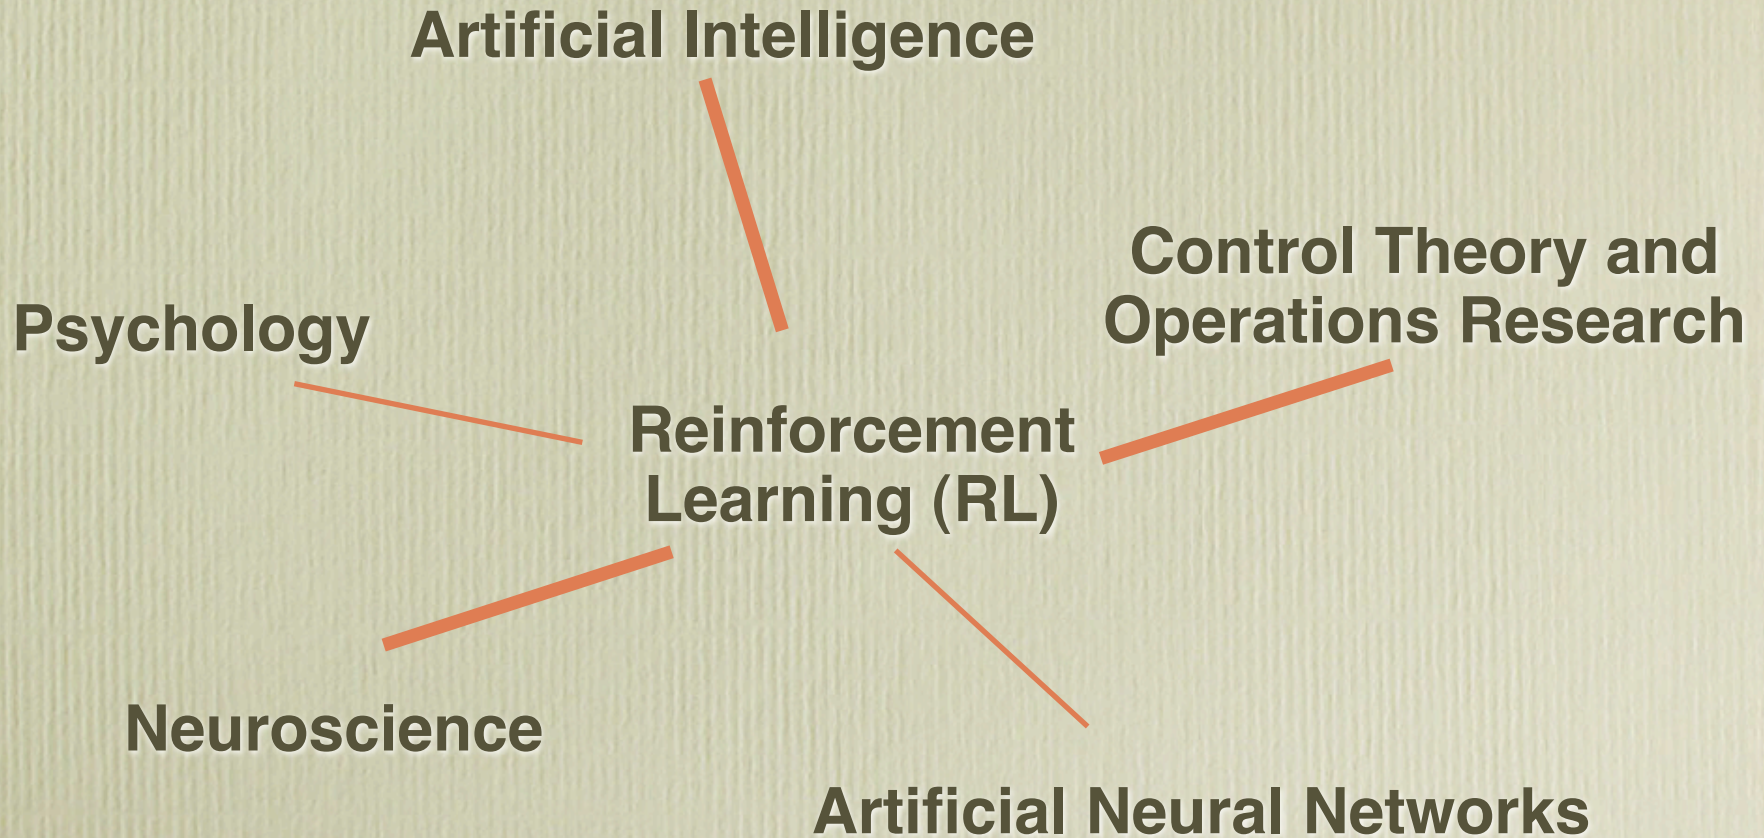 Artificial Intelligence
Control Theory and
Operations Research
Psychology
Reinforcement
Learning (RL)
Neuroscience
Artificial Neural Networks